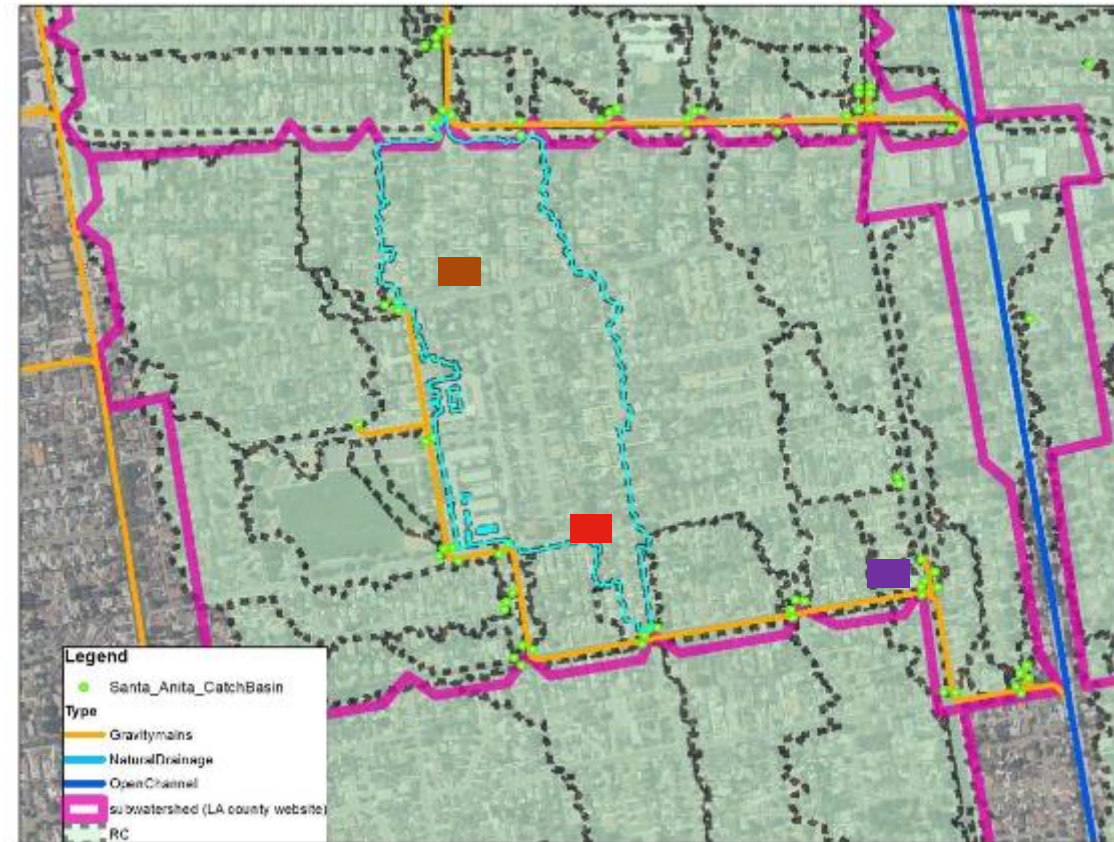 Legend
Santa_Anita_CatchBasin
Type
Gravitymains
NaturalDrainage
OpenChannel
subwatershed (LA county website)
RC